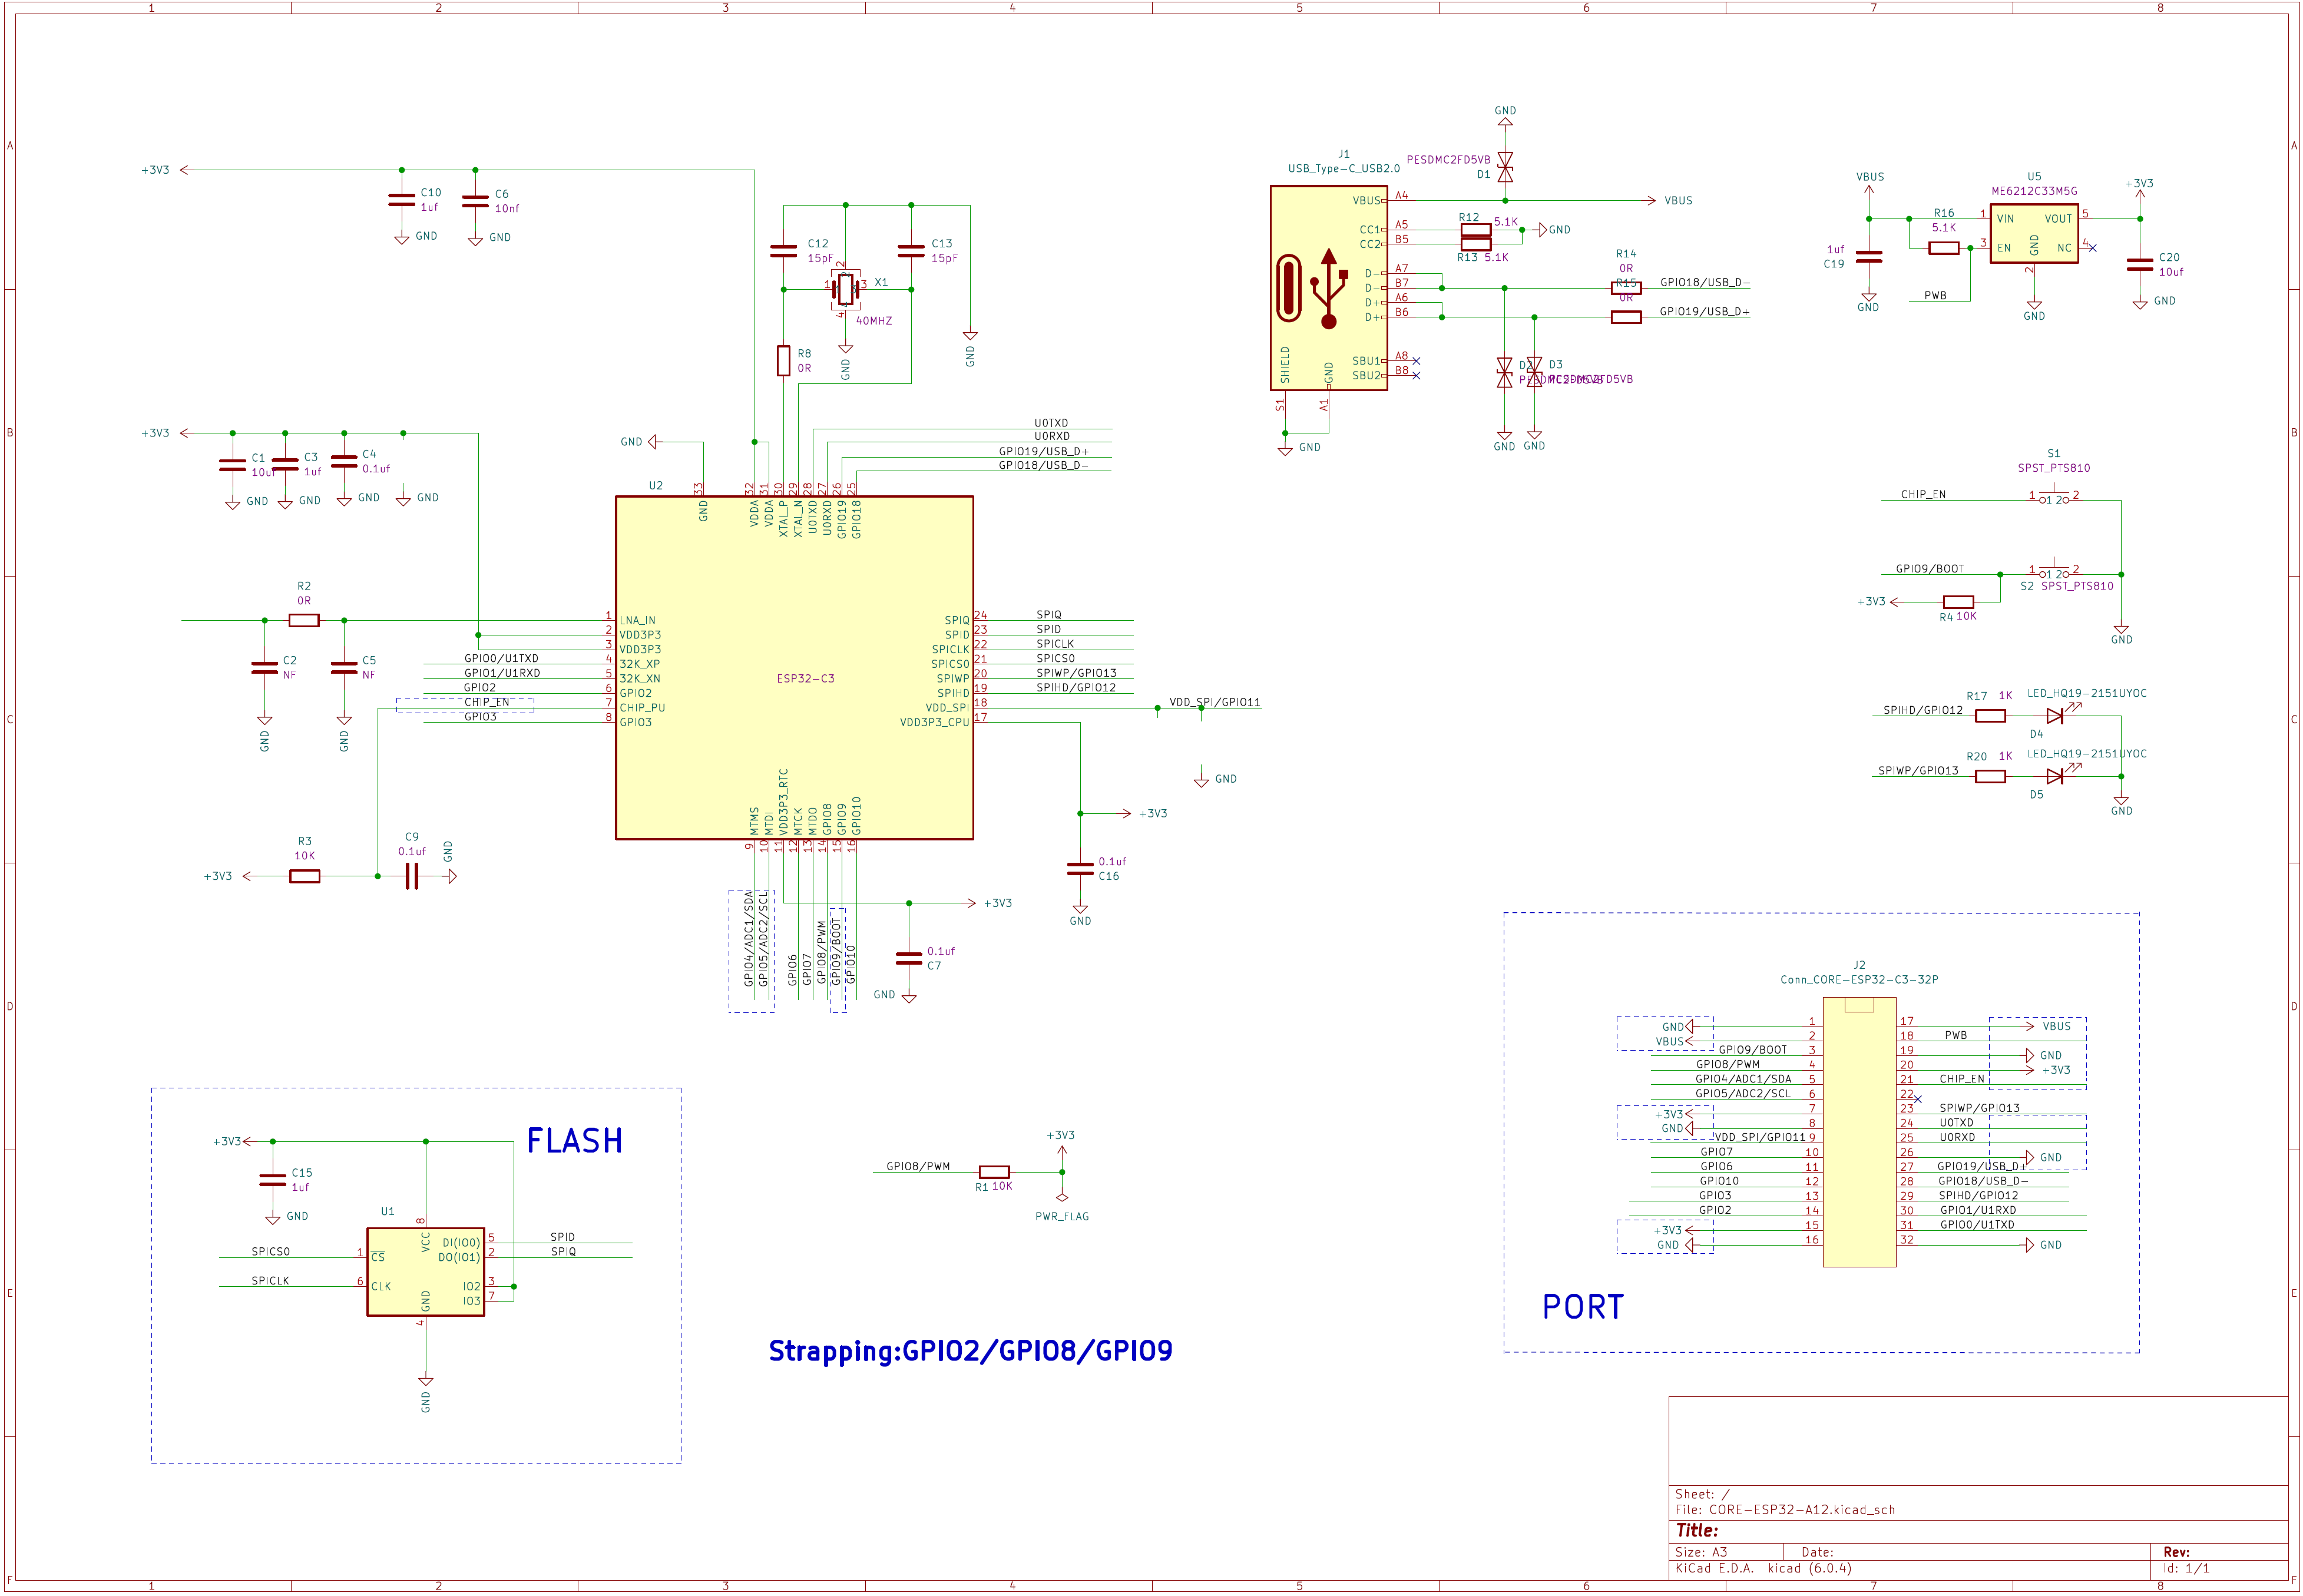 1 2 3 4 5 6 7 8
A
B
C
D
E
F
+3V3
C10
1uf
GND
C6
10nf
GND
C12
15pF
C13
15pF
2
1
3
X1
4
40MHZ
GND
GND
R8
0R
+3V3
C1
10uf
GND
C3
1uf
GND
C4
0.1uf
GND
GND
GND
U0TXD
U0RXD
GPIO19/USB_D+
GPIO18/USB_D-
U2
33 GND
32 VDDA
31 VDDA
30 XTAL_P
29 XTAL_N
28 U0TXD
27 U0RXD
26 GPIO19
25 GPIO18
R2
0R
C2
NF
GND
C5
NF
GND
1 LNA_IN
2 VDD3P3
3 VDD3P3
GPIO0/U1TXD 4 32K_XP
GPIO1/U1RXD 5 32K_XN
GPIO2 6 GPIO2
CHIP_EN 7 CHIP_PU
GPIO3 8 GPIO3
ESP32-C3
SPIQ 24 SPIQ
SPID 23 SPID
SPICLK 22 SPICLK
SPICS0 21 SPICS0
SPIWP 20 SPIWP/GPIO13
SPIHD 19 SPIHD/GPIO12
VDD_SPI 18 VDD_SPI/GPIO11
VDD3P3_CPU 17
GND
+3V3
0.1uf
C16
GND
MTMS 9 GPIO4/ADC1/SDA
MTDI 10 GPIO5/ADC2/SCL
VDD3P3_RTC 11
MTCK 12 GPIO6
MTDO 13 GPIO7
GPIO8 14 GPIO8/PWM
GPIO9 15 GPIO9/BOOT
GPIO10 16 GPIO10
+3V3
0.1uf
C7
GND
+3V3
R3
10K
C9
0.1uf
GND
J1
USB_Type-C_USB2.0
VBUS A4
CC1 A5
CC2 B5
D- A7
D- B7
D+ A6
D+ B6
SBU1 A8
SBU2 B8
SHIELD
S1
GND
A1
GND
GND
PESDMC2FD5VB
D1
VBUS
R12
5.1K
GND
R13 5.1K
R14
0R
GPIO18/USB_D-
R15
0R
GPIO19/USB_D+
D2
PESDMC2FD5VB
D3
PESDMC2FD5VB
GND GND
VBUS
1uf
C19
GND
R16
5.1K
PWB
U5
ME6212C33M5G
1 VIN
3 EN
VOUT 5
NC 4
GND
2
GND
+3V3
C20
10uf
GND
S1
SPST_PTS810
CHIP_EN
1 1 2 2
GPIO9/BOOT
1 1 2 2
S2 SPST_PTS810
+3V3
R4 10K
GND
R17 1K LED_HQ19-2151UYOC
SPIHD/GPIO12
D4
R20 1K LED_HQ19-2151UYOC
SPIWP/GPIO13
D5
GND
FLASH
+3V3
C15
1uf
GND
U1
8
VCC
SPICS0 1 CS
SPICLK 6 CLK
DI(IO0) 5 SPID
DO(IO1) 2 SPIQ
IO2 3
IO3 7
GND
4
GND
GPIO8/PWM
R1 10K
+3V3
PWR_FLAG
Strapping:GPIO2/GPIO8/GPIO9
J2
Conn_CORE-ESP32-C3-32P
GND 1
VBUS 2
GPIO9/BOOT 3
GPIO8/PWM 4
GPIO4/ADC1/SDA 5
GPIO5/ADC2/SCL 6
+3V3 7
GND 8
VDD_SPI/GPIO11 9
GPIO7 10
GPIO6 11
GPIO10 12
GPIO3 13
GPIO2 14
+3V3 15
GND 16
17 VBUS
18 PWB
19 GND
20 +3V3
21 CHIP_EN
22
23 SPIWP/GPIO13
24 U0TXD
25 U0RXD
26 GND
27 GPIO19/USB_D+
28 GPIO18/USB_D-
29 SPIHD/GPIO12
30 GPIO1/U1RXD
31 GPIO0/U1TXD
32 GND
PORT
Sheet: /
File: CORE-ESP32-A12.kicad_sch
Title:
Size: A3 Date: Rev:
KiCad E.D.A. kicad (6.0.4) Id: 1/1
A
B
C
D
E
F
1 2 3 4 5 6 7 8